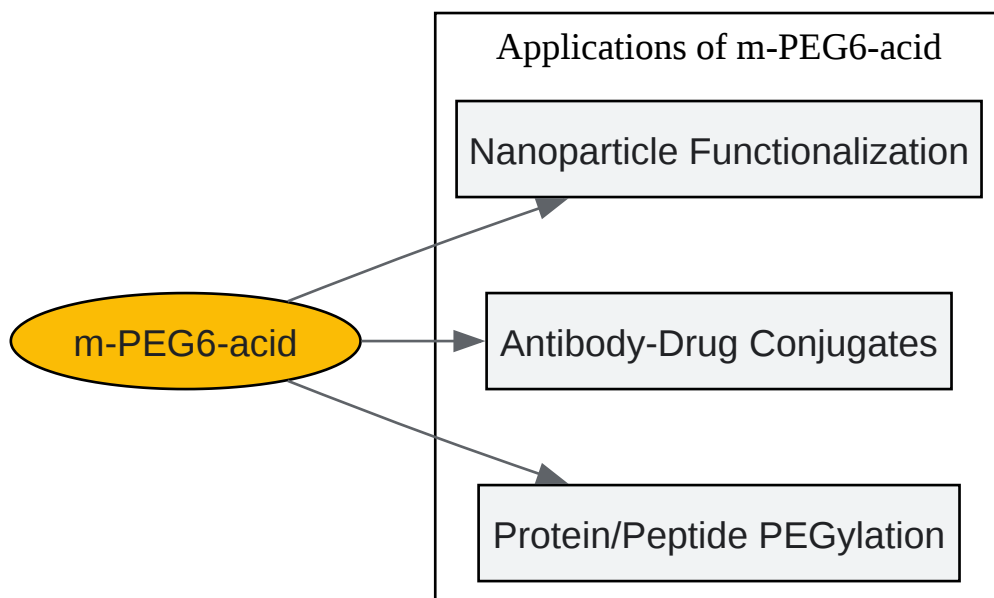 Applications of m-PEG6-acid
Nanoparticle Functionalization
m-PEG6-acid
Antibody-Drug Conjugates
Protein/Peptide PEGylation